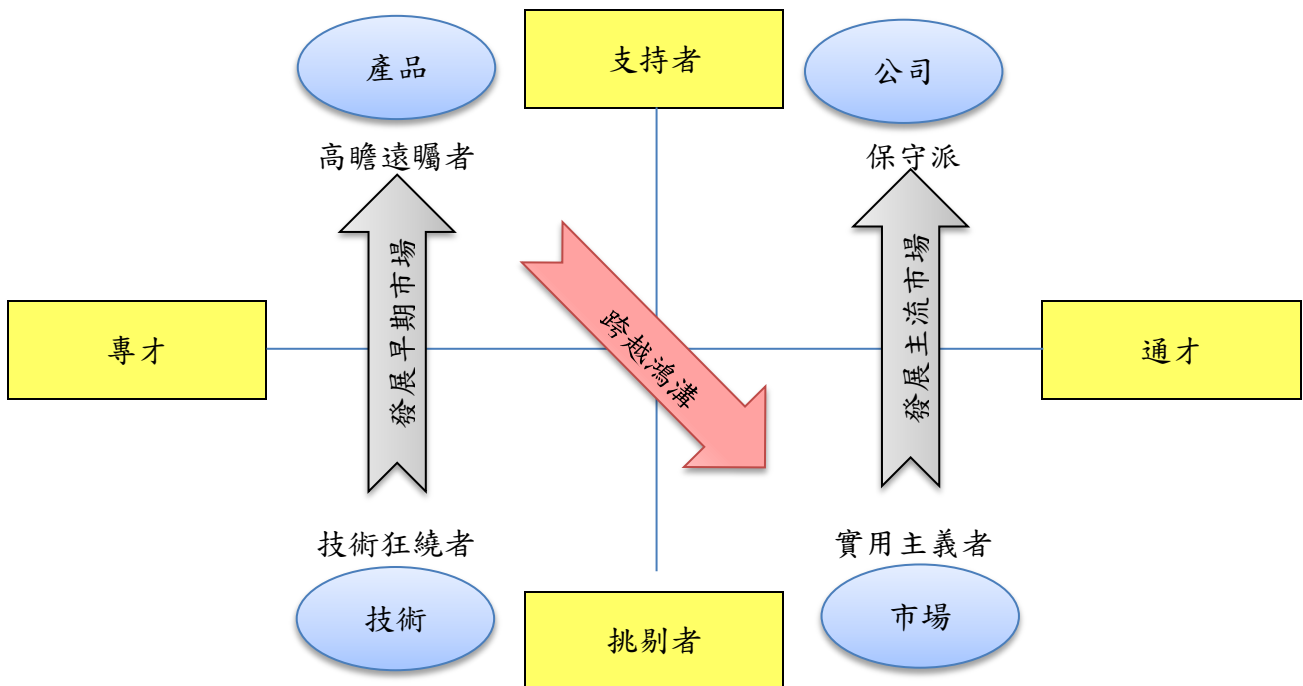 產品
支持者
公司
高瞻遠矚者
保守派
發展早期市場
跨越鴻溝
發展主流市場
專才
通才
技術狂繞者
實用主義者
技術
挑剔者
市場